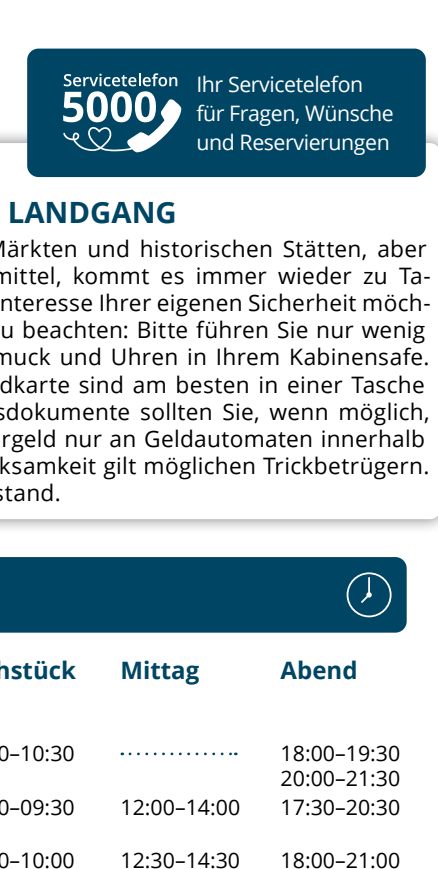 Servicetelefon
5000
Ihr Servicetelefon
für Fragen, Wünsche
und Reservierungen
LANDGANG
Märkten und historischen Stätten, aber
mittel, kommt es immer wieder zu Ta-
nteresse Ihrer eigenen Sicherheit möch-
u beachten: Bitte führen Sie nur wenig
muck und Uhren in Ihrem Kabinensafe.
dkarte sind am besten in einer Tasche
sdokumente sollten Sie, wenn möglich,
rgeld nur an Geldautomaten innerhalb
ksamkeit gilt möglichen Trickbetrügern.
stand.
hstück Mittag Abend
0–10:30 18:00–19:30
20:00–21:30
0–09:30 12:00–14:00 17:30–20:30
0–10:00 12:30–14:30 18:00–21:00